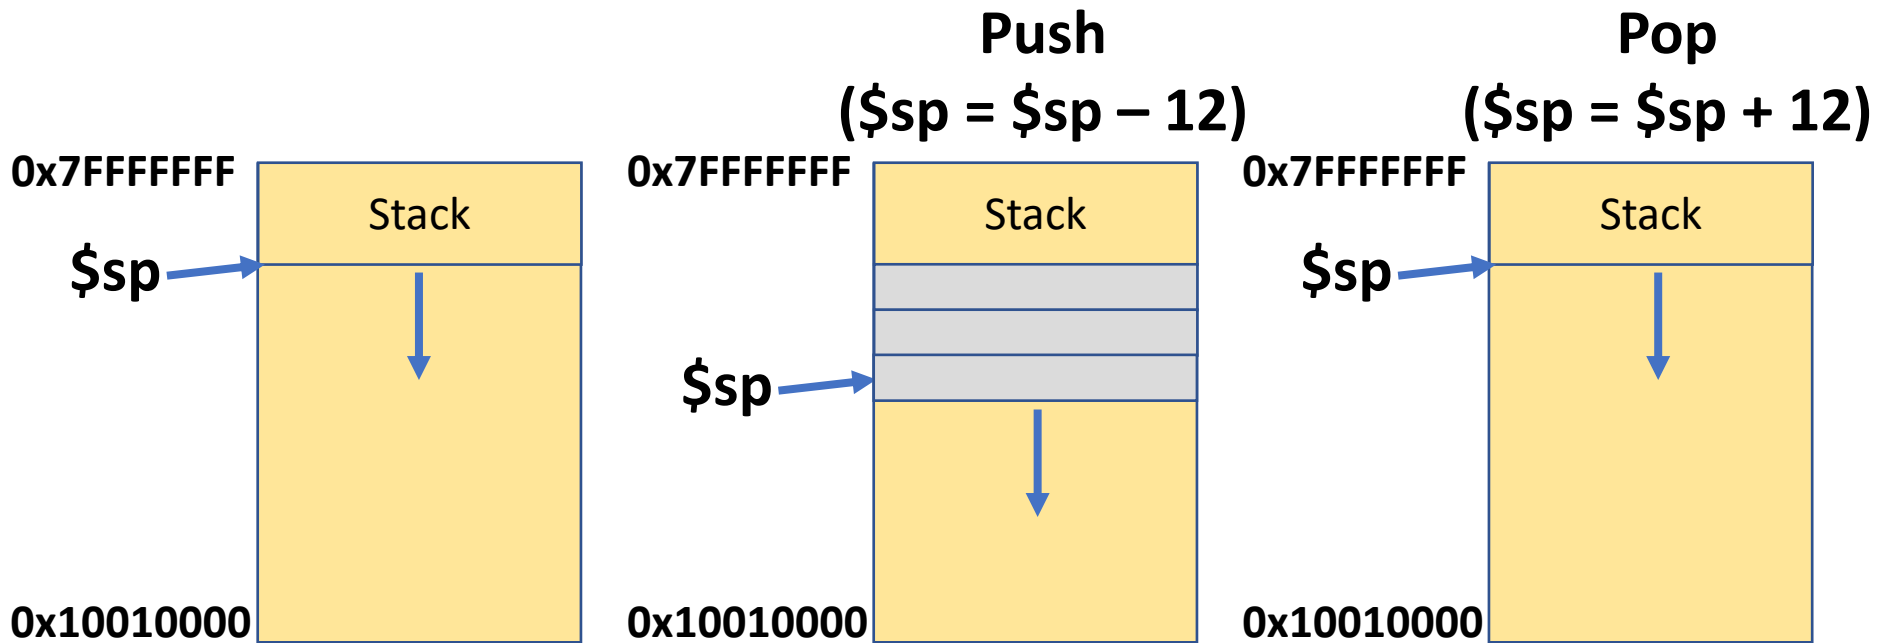 Push
($sp = $sp – 12)
Pop
($sp = $sp + 12)
0x7FFFFFFF
Stack
$sp
0x10010000
0x7FFFFFFF
Stack
$sp
0x10010000
0x7FFFFFFF
Stack
$sp
0x10010000